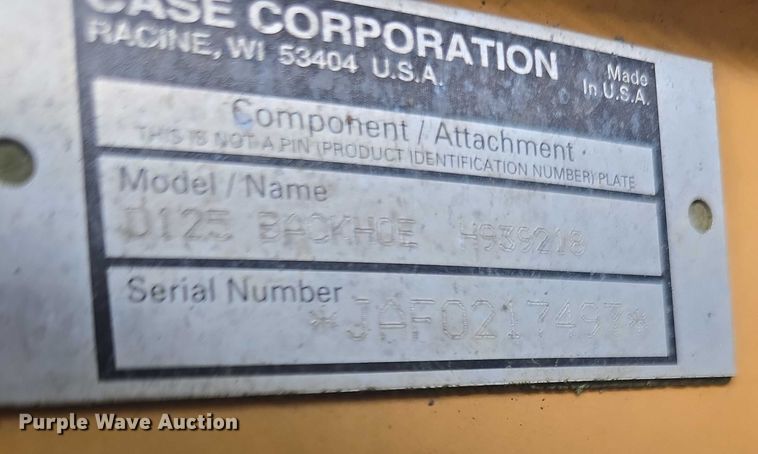 CASE CORPORATION
RACINE, WI 53404 U.S.A.
Made
In U.S.A.
Component / Attachment
THIS IS NOT A PIN (PRODUCT IDENTIFICATION NUMBER) PLATE
Model / Name
D125 BACKHOE H939218
Serial Number
*JAF0217497*
Purple Wave Auction